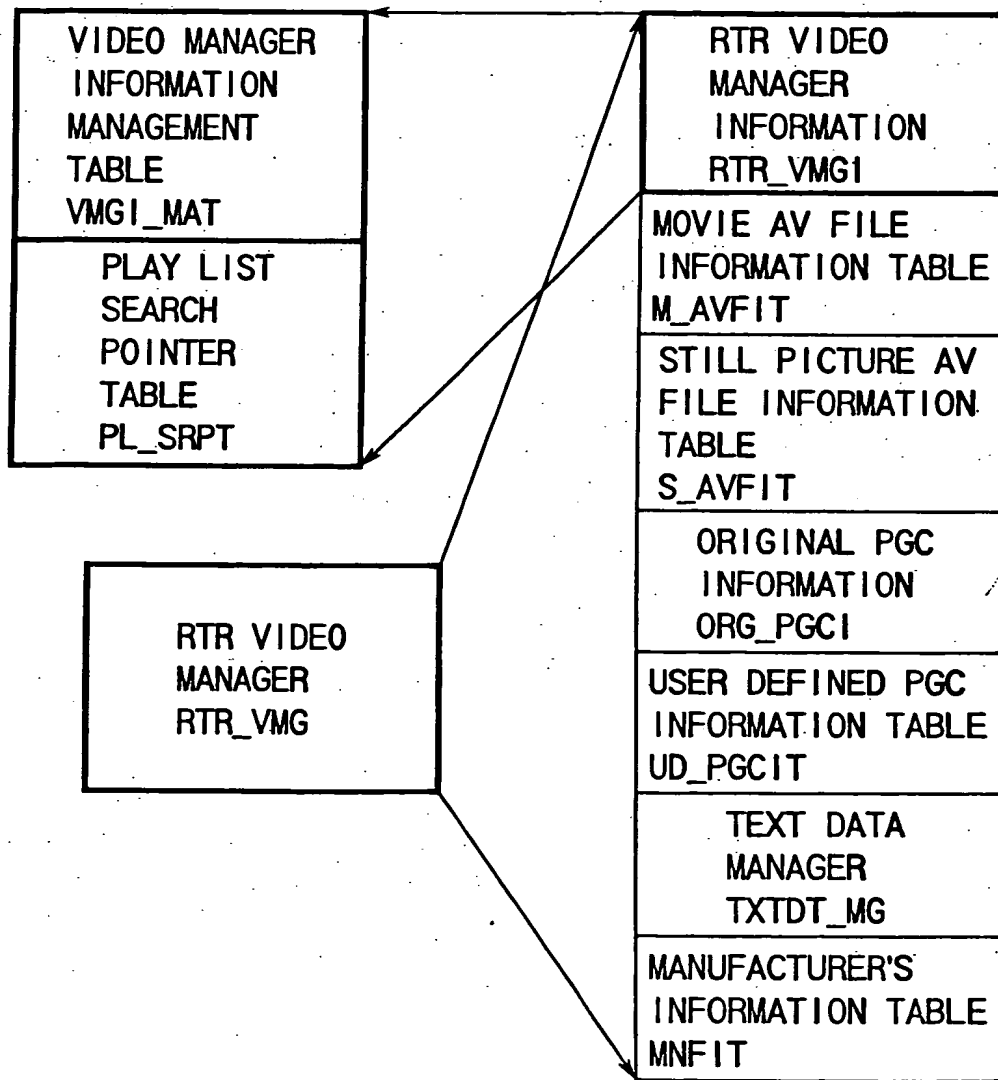 VIDEO MANAGER
INFORMATION
MANAGEMENT
TABLE
VMGI_MAT
PLAY LIST
SEARCH
POINTER
TABLE
PL_SRPT
RTR VIDEO
MANAGER
RTR_VMG
RTR VIDEO
MANAGER
INFORMATION
RTR_VMGI
MOVIE AV FILE
INFORMATION TABLE
M_AVFIT
STILL PICTURE AV
FILE INFORMATION
TABLE
S_AVFIT
ORIGINAL PGC
INFORMATION
ORG_PGCI
USER DEFINED PGC
INFORMATION TABLE
UD_PGCIT
TEXT DATA
MANAGER
TXTDT_MG
MANUFACTURER'S
INFORMATION TABLE
MNFIT